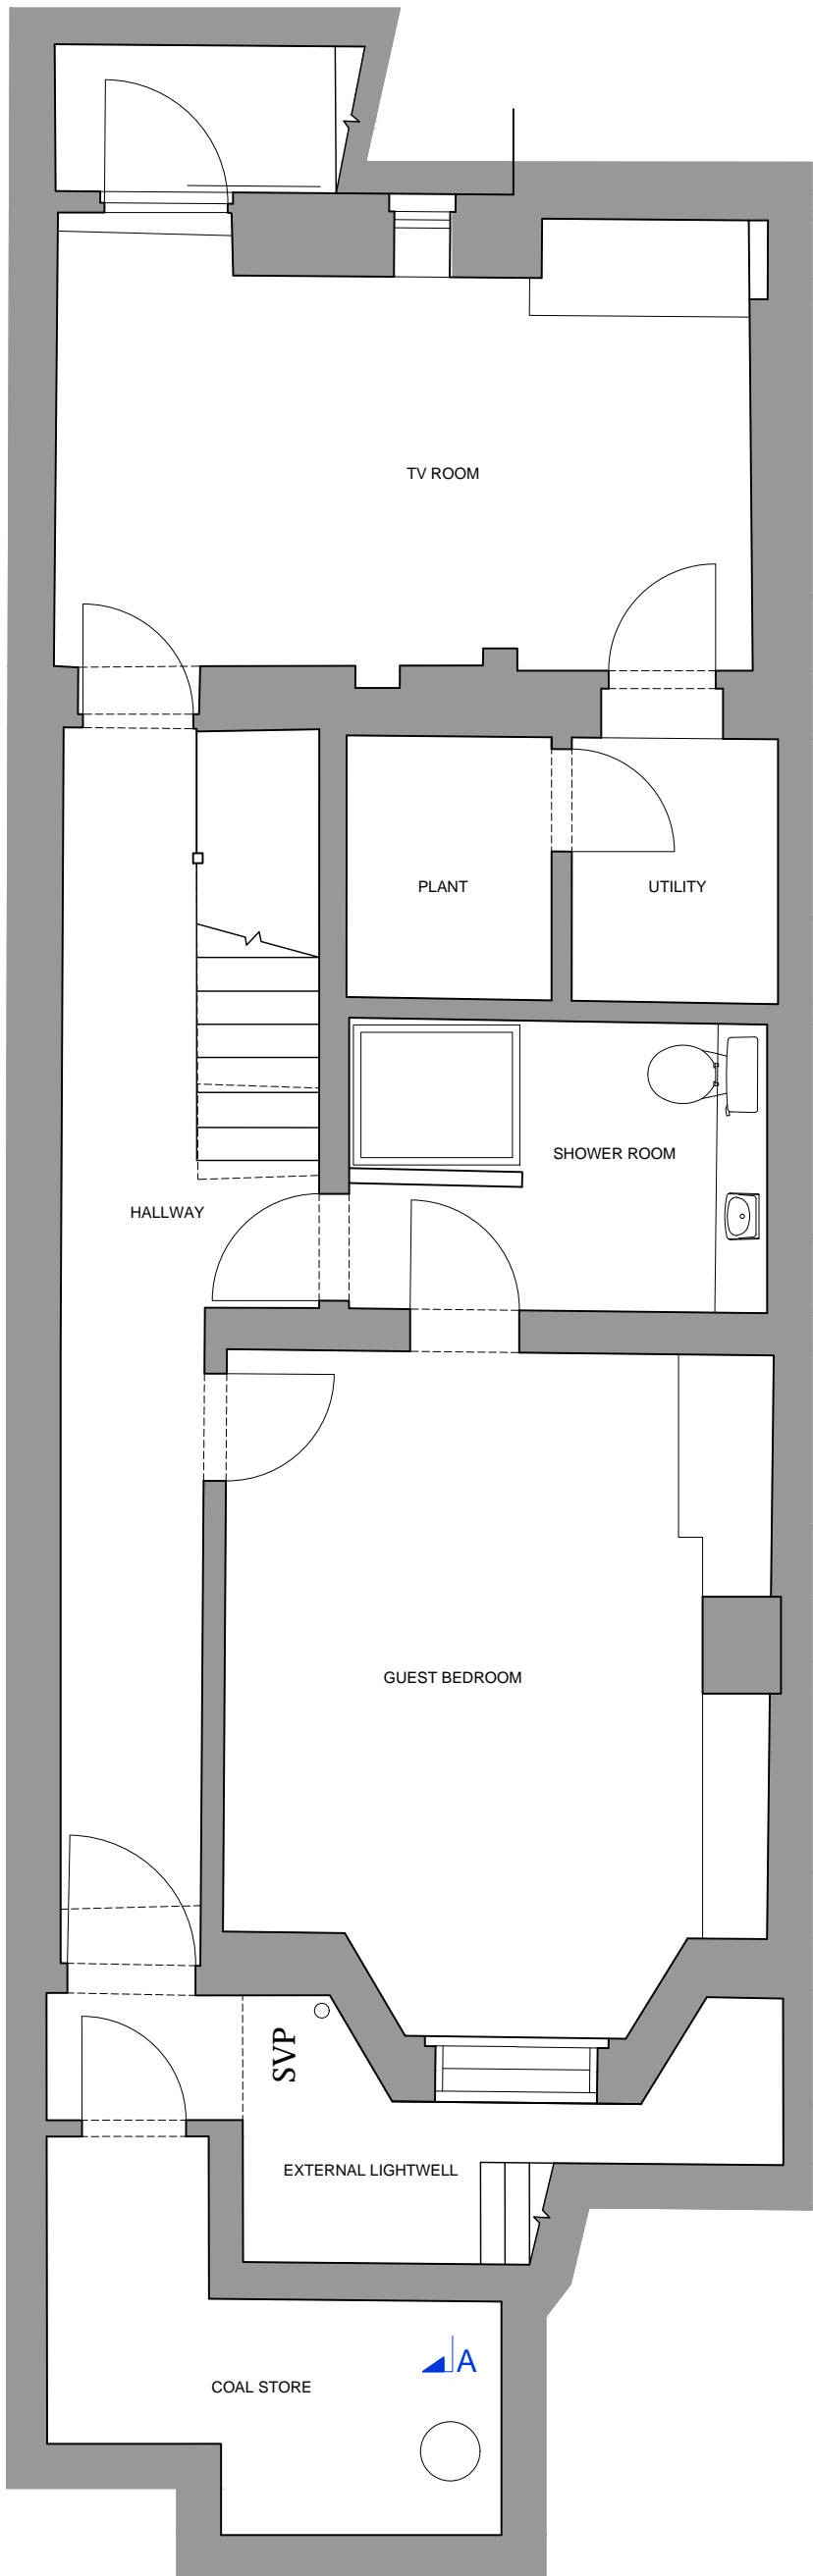 TV ROOM
PLANT
UTILITY
SHOWER ROOM
HALLWAY
GUEST BEDROOM
SVP
EXTERNAL LIGHTWELL
A
COAL STORE